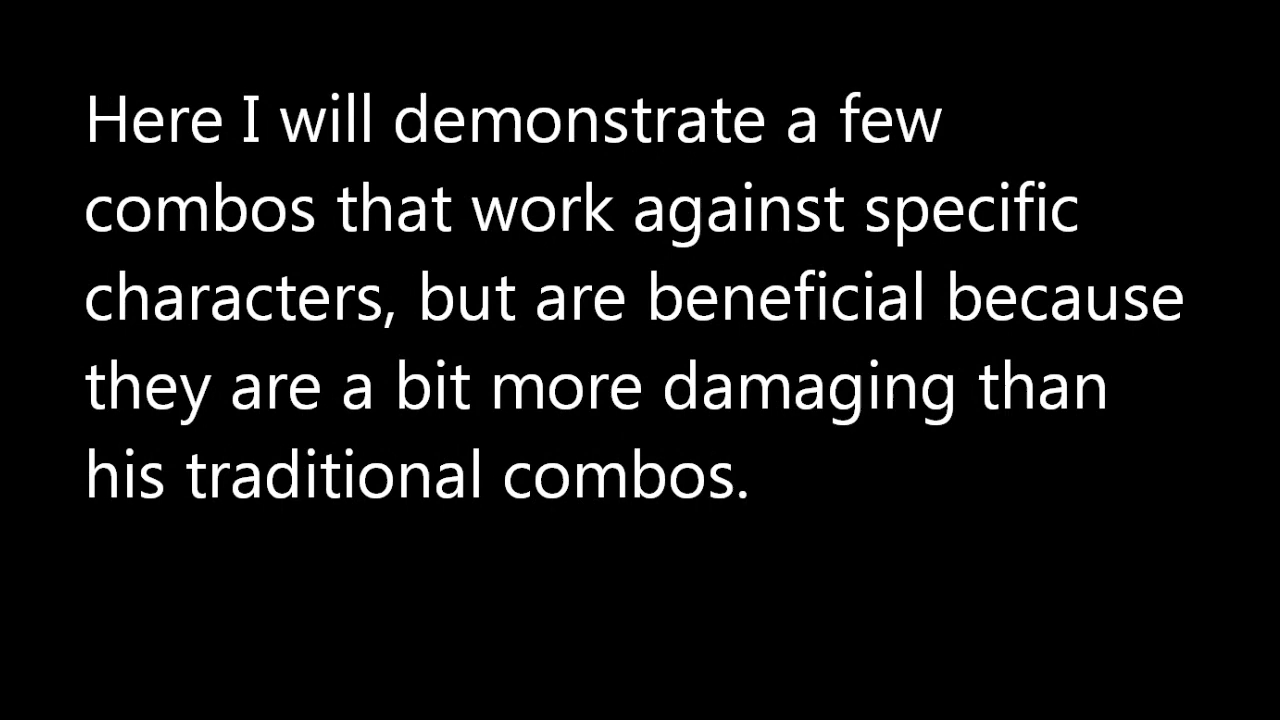 Here I will demonstrate a few
combos that work against specific
characters, but are beneficial because
they are a bit more damaging than
his traditional combos.